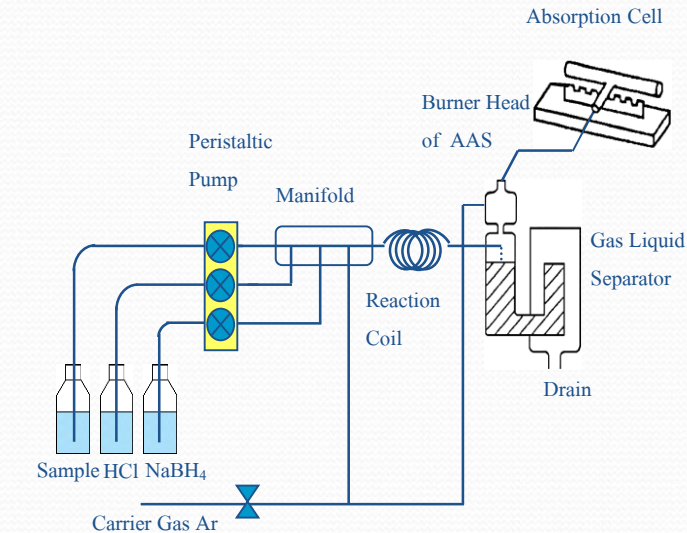 Absorption Cell
Burner Head
of AAS
Peristaltic
Pump
Manifold
Gas Liquid
Separator
Reaction
Coil
Drain
Sample HCl NaBH₄
Carrier Gas Ar